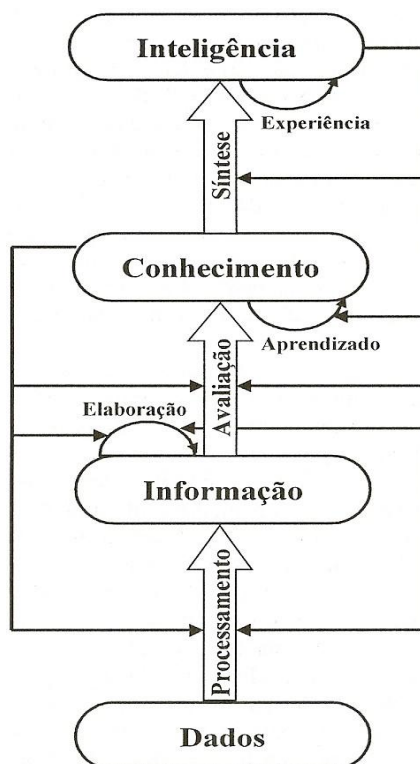 Inteligência
Experiência
Síntese
Conhecimento
Aprendizado
Avaliação
Elaboração
Informação
Processamento
Dados